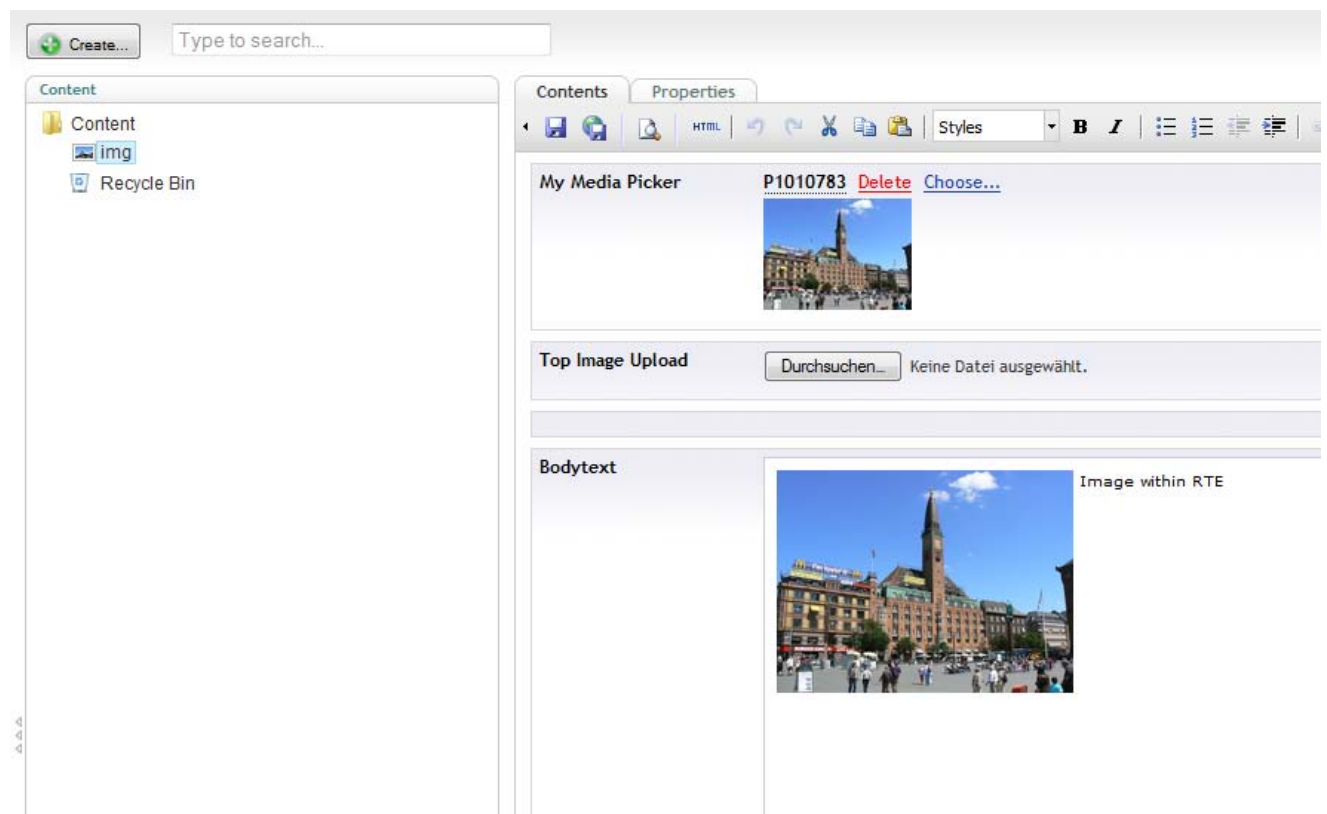 Create...
Type to search...
Content
Content
img
Recycle Bin
Contents
Properties
HTML
Styles
B I
My Media Picker
P1010783 Delete Choose...
Top Image Upload
Durchsuchen... Keine Datei ausgewählt.
Bodytext
Image within RTE